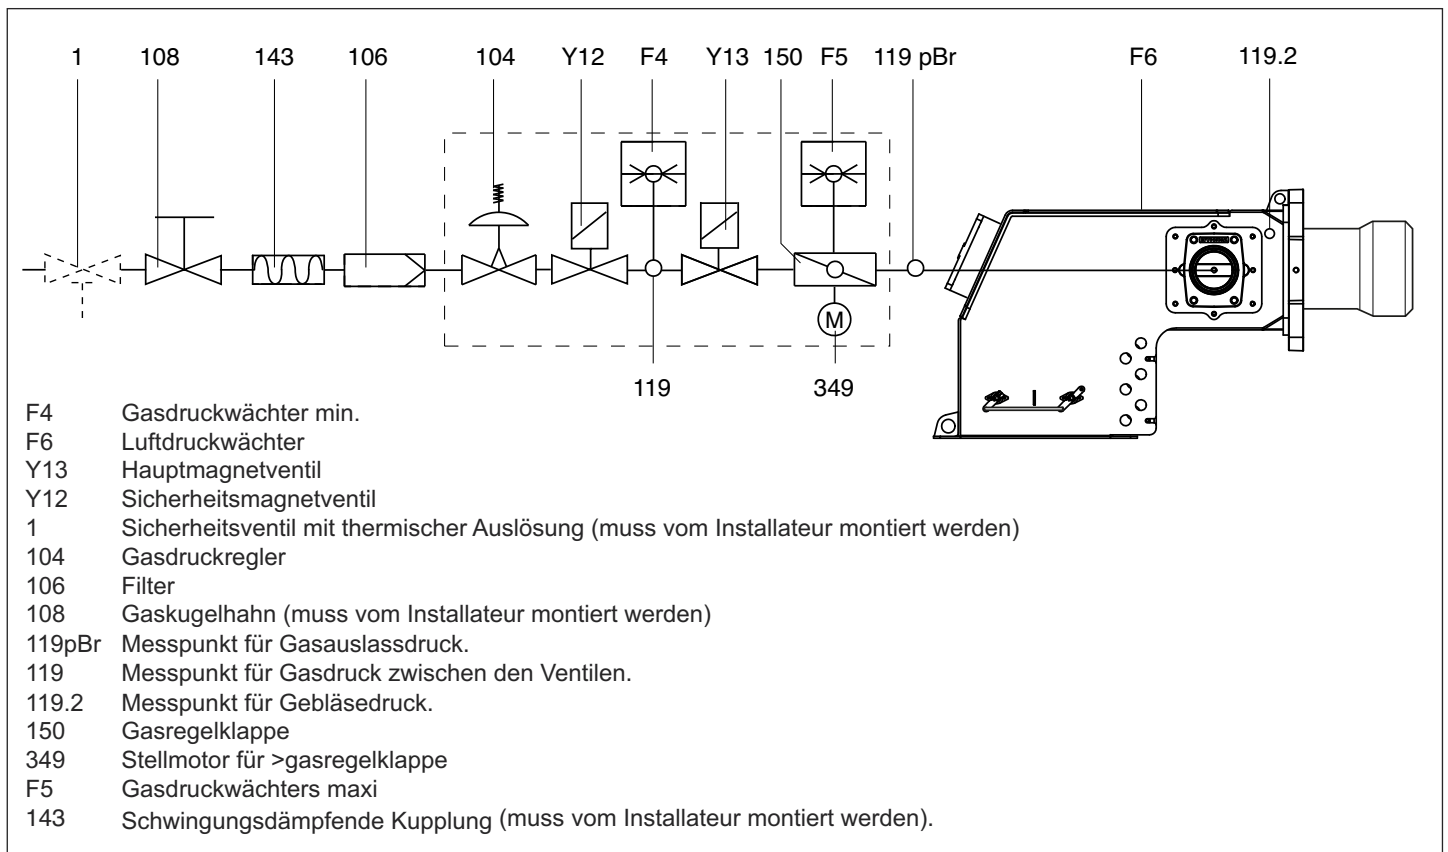 1 108 143 106 104 Y12 F4 Y13 150 F5 119 pBr F6 119.2
M
119 349
F4 Gasdruckwächter min.
F6 Luftdruckwächter
Y13 Hauptmagnetventil
Y12 Sicherheitsmagnetventil
1 Sicherheitsventil mit thermischer Auslösung (muss vom Installateur montiert werden)
104 Gasdruckregler
106 Filter
108 Gaskugelhahn (muss vom Installateur montiert werden)
119pBr Messpunkt für Gasauslassdruck.
119 Messpunkt für Gasdruck zwischen den Ventilen.
119.2 Messpunkt für Gebläsedruck.
150 Gasregelklappe
349 Stellmotor für >gasregelklappe
F5 Gasdruckwächters maxi
143 Schwingungsdämpfende Kupplung (muss vom Installateur montiert werden).